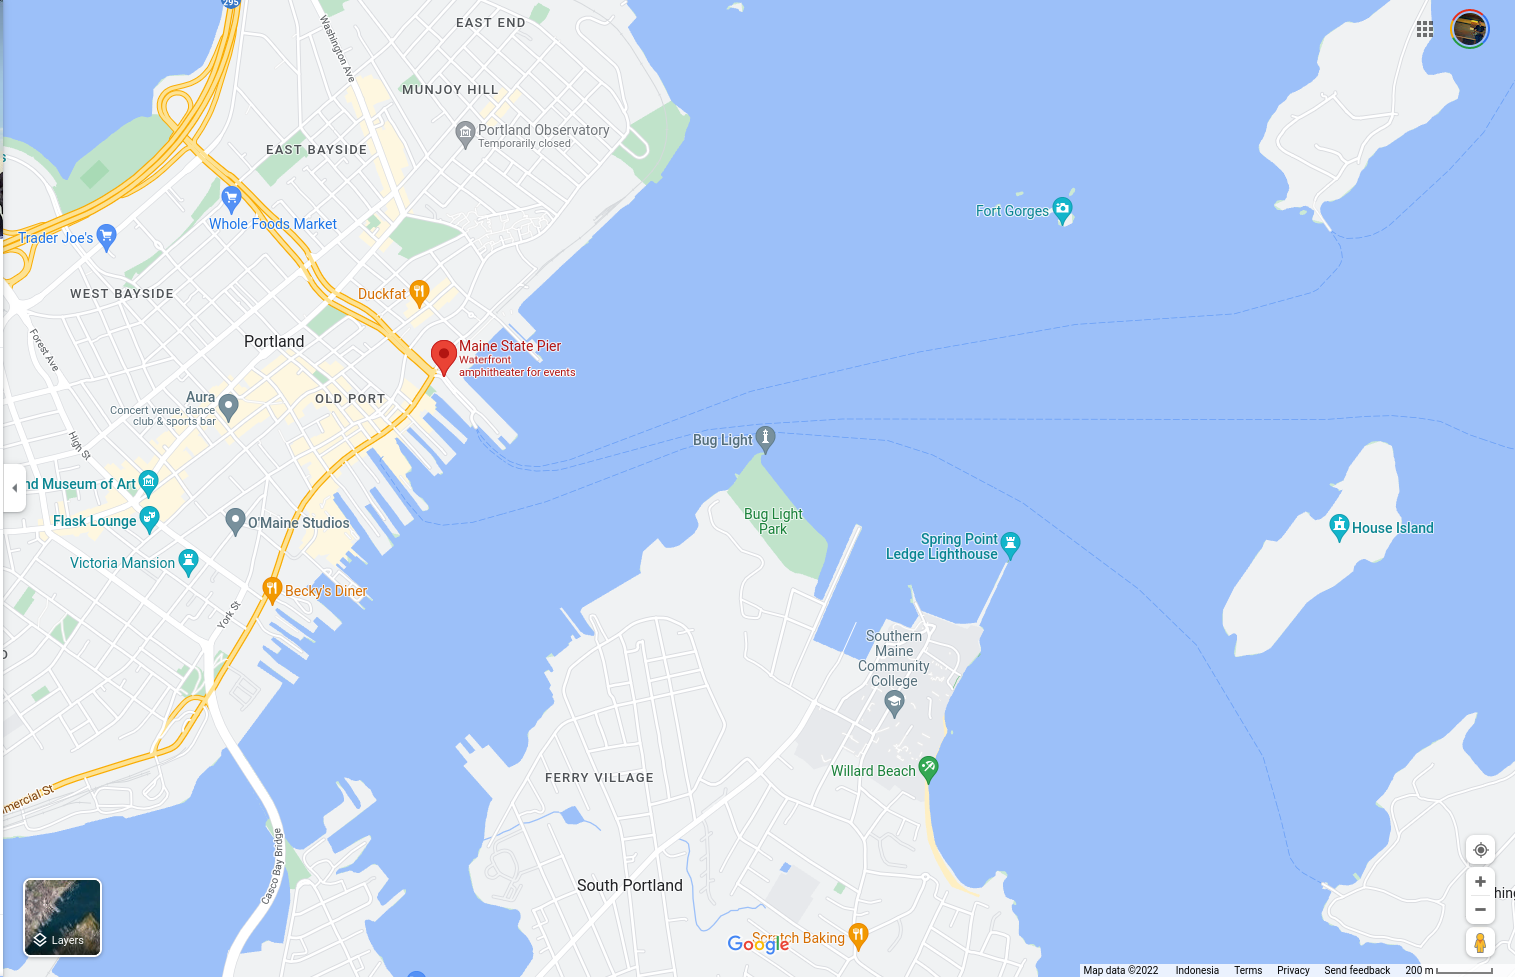 295
EAST END
Washington Ave
MUNJOY HILL
Portland Observatory
Temporarily closed
EAST BAYSIDE
Whole Foods Market
Trader Joe's
Fort Gorges
WEST BAYSIDE
Duckfat
Forest Ave
Portland
Maine State Pier
Waterfront
amphitheater for events
Aura
Concert venue, dance
club & sports bar
OLD PORT
High St
Bug Light
nd Museum of Art
Flask Lounge
O'Maine Studios
Bug Light
Park
House Island
Spring Point
Ledge Lighthouse
Victoria Mansion
Becky's Diner
York St
Southern
Maine
Community
College
Willard Beach
FERRY VILLAGE
mercial St
Casco Bay Bridge
South Portland
Scratch Baking
Google
Layers
hing
Map data ©2022 Indonesia Terms Privacy Send feedback 200 m